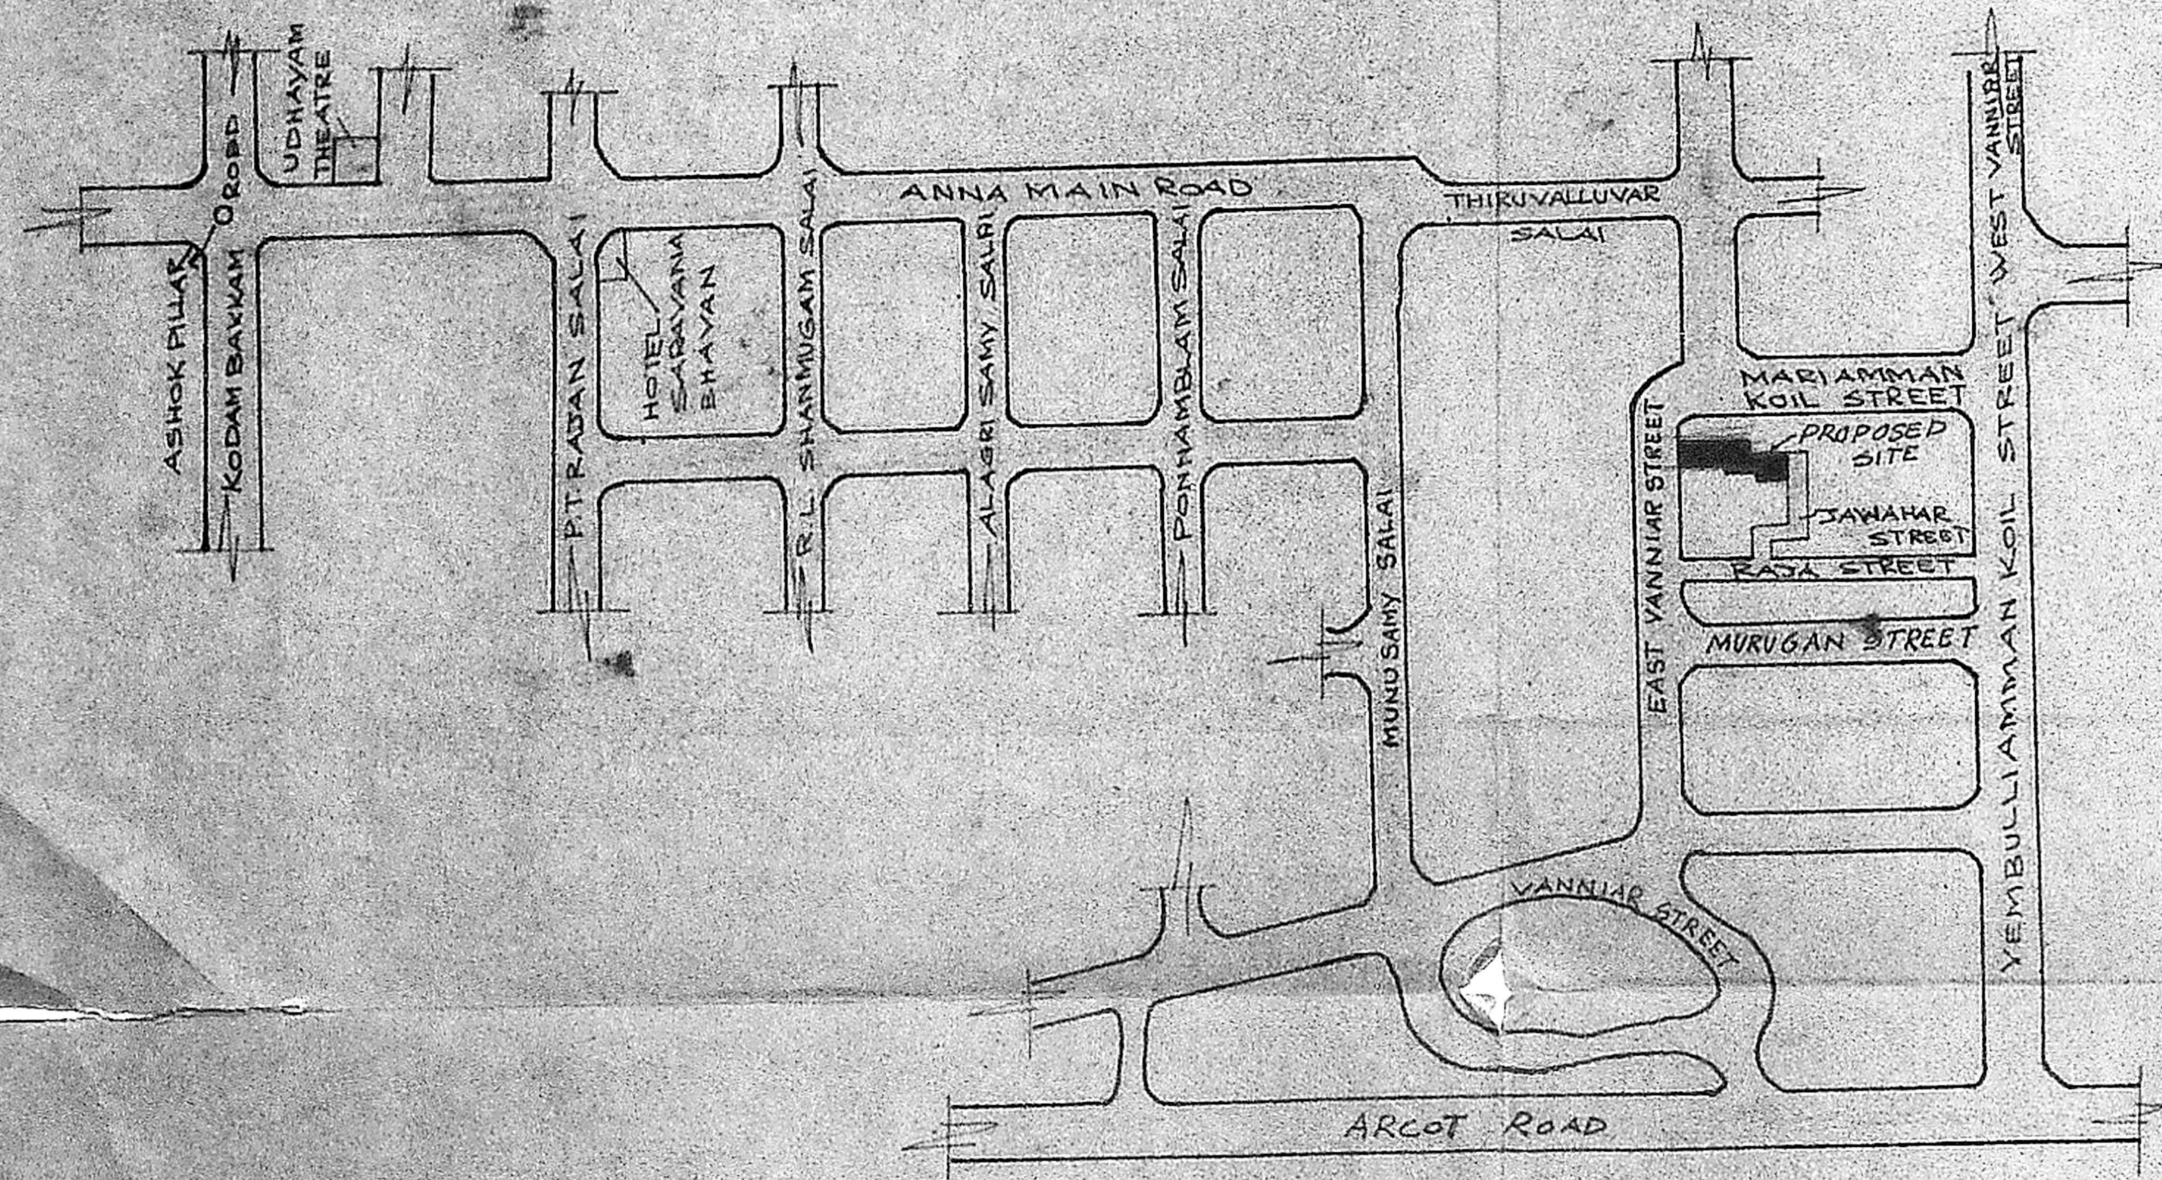 UDHAYAM
THEATRE
ROAD
KODAMBAKKAM
ASHOK PILLAR
P.T. RAJAN SALAI
HOTEL
SARAVANA
BHAVAN
R.L. SHANMUGAM SALAI
ANNA MAIN ROAD
ALAGRI SAMY SALAI
PONNAMBLAM SALAI
THIRUVALLUVAR
SALAI
MUNUSAMY SALAI
EAST VANNIAR STREET
MARIAMMAN
KOIL STREET
PROPOSED
SITE
JAWAHAR
STREET
RAJA STREET
MURUGAN STREET
WEST VANNIAR
STREET
YEMBULLIAMMAN KOIL STREET
VANNIAR STREET
ARCOT ROAD